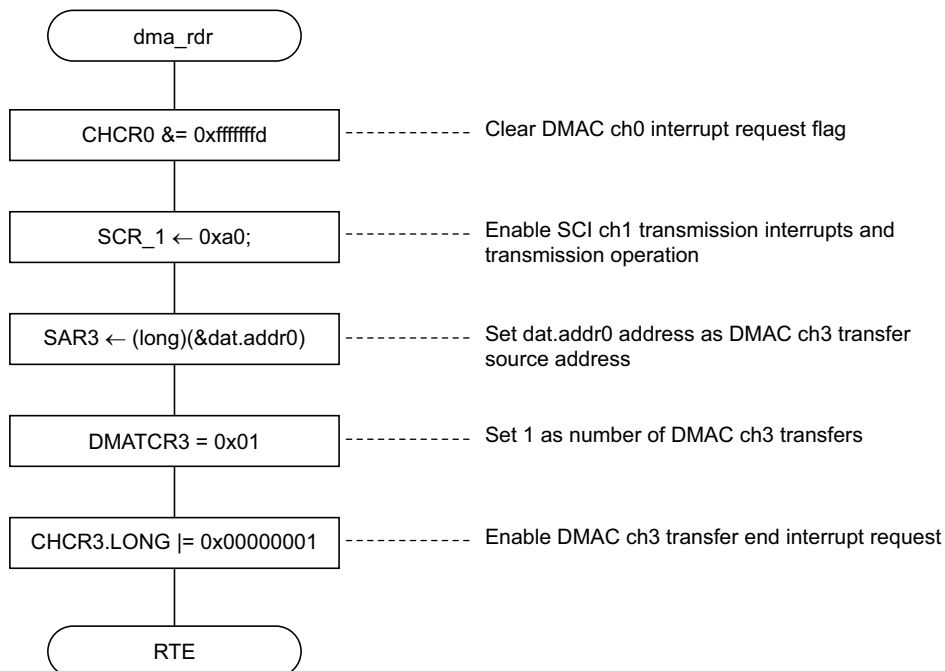 dma_rdr
CHCR0 &= 0xfffffffd
Clear DMAC ch0 interrupt request flag
SCR_1 ← 0xa0;
Enable SCI ch1 transmission interrupts and
transmission operation
SAR3 ← (long)(&dat.addr0)
Set dat.addr0 address as DMAC ch3 transfer
source address
DMATCR3 = 0x01
Set 1 as number of DMAC ch3 transfers
CHCR3.LONG |= 0x00000001
Enable DMAC ch3 transfer end interrupt request
RTE